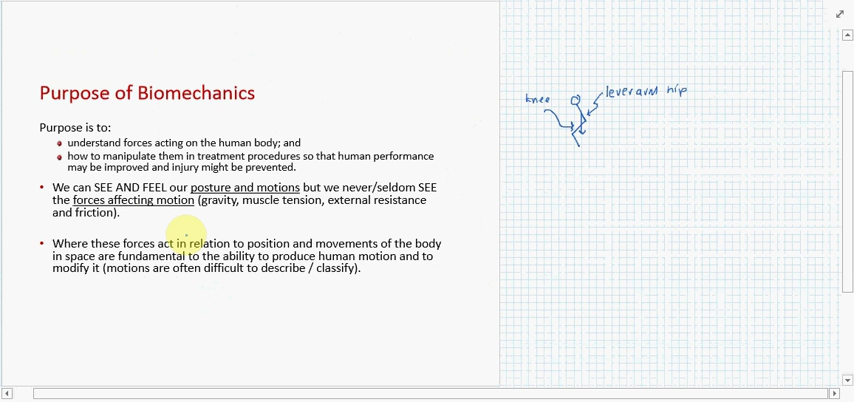 Purpose of Biomechanics
Purpose is to:
understand forces acting on the human body; and
how to manipulate them in treatment procedures so that human performance
may be improved and injury might be prevented.
We can SEE AND FEEL our posture and motions but we never/seldom SEE
the forces affecting motion (gravity, muscle tension, external resistance
and friction).
Where these forces act in relation to position and movements of the body
in space are fundamental to the ability to produce human motion and to
modify it (motions are often difficult to describe / classify).
knee
lever arm hip